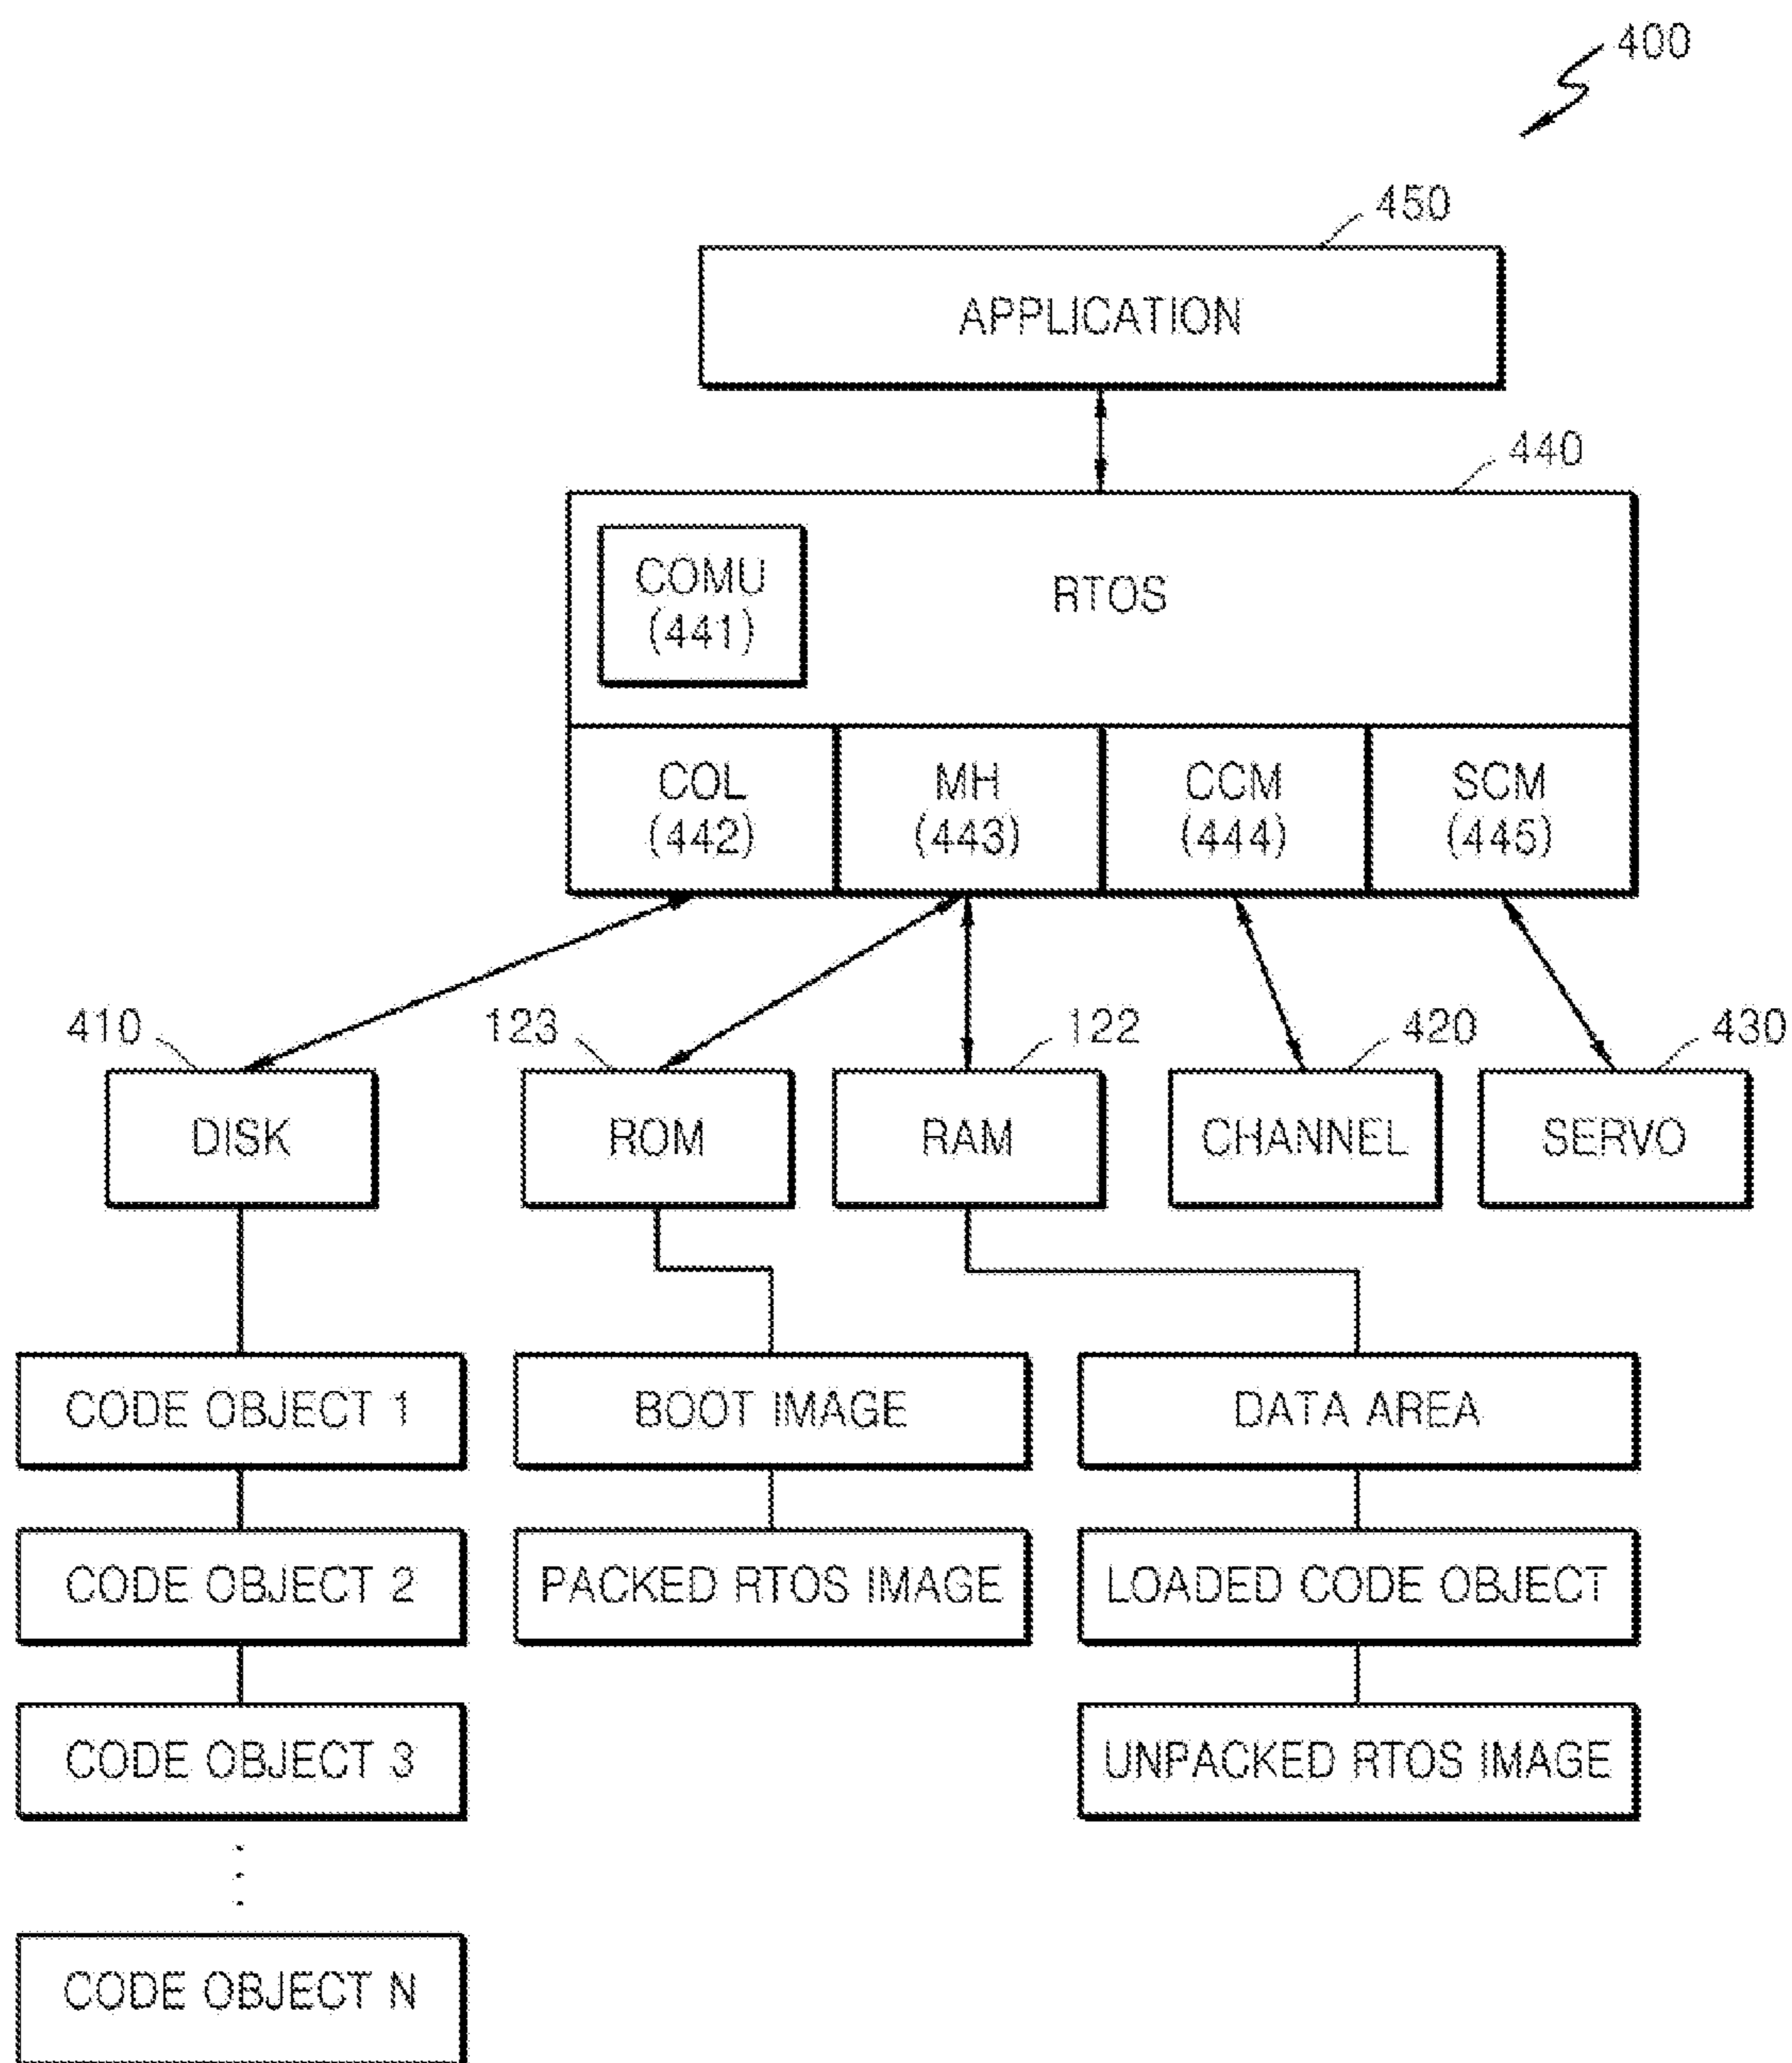 400
450
APPLICATION
440
COMU
(441)
RTOS
COL
(442)
MH
(443)
CCM
(444)
SCM
(445)
410
123
122
420
430
DISK
ROM
RAM
CHANNEL
SERVO
CODE OBJECT 1
BOOT IMAGE
DATA AREA
CODE OBJECT 2
PACKED RTOS IMAGE
LOADED CODE OBJECT
CODE OBJECT 3
UNPACKED RTOS IMAGE
CODE OBJECT N